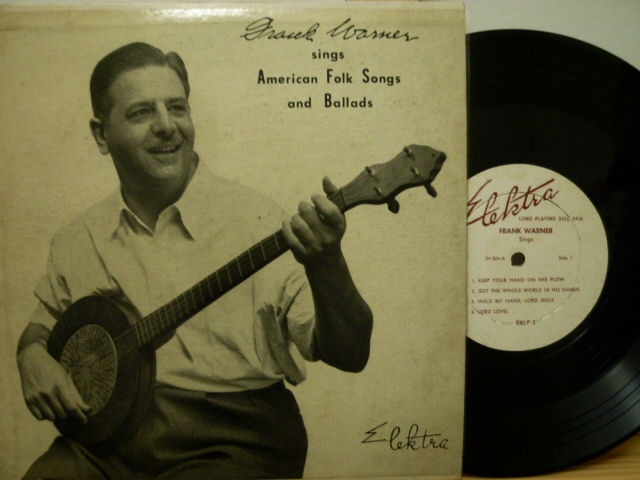 Frank Warner
sings
American Folk Songs
and Ballads
Elektra
Elektra
LONG PLAYING 33⅓ RPM
FRANK WARNER
Sings
Side 1
1. KEEP YOUR HAND ON THE PLOW
2. GOT THE WHOLE WORLD IN HIS HANDS
3. HOLD MY HAND, LORD JESUS
4. LORD LOVEL